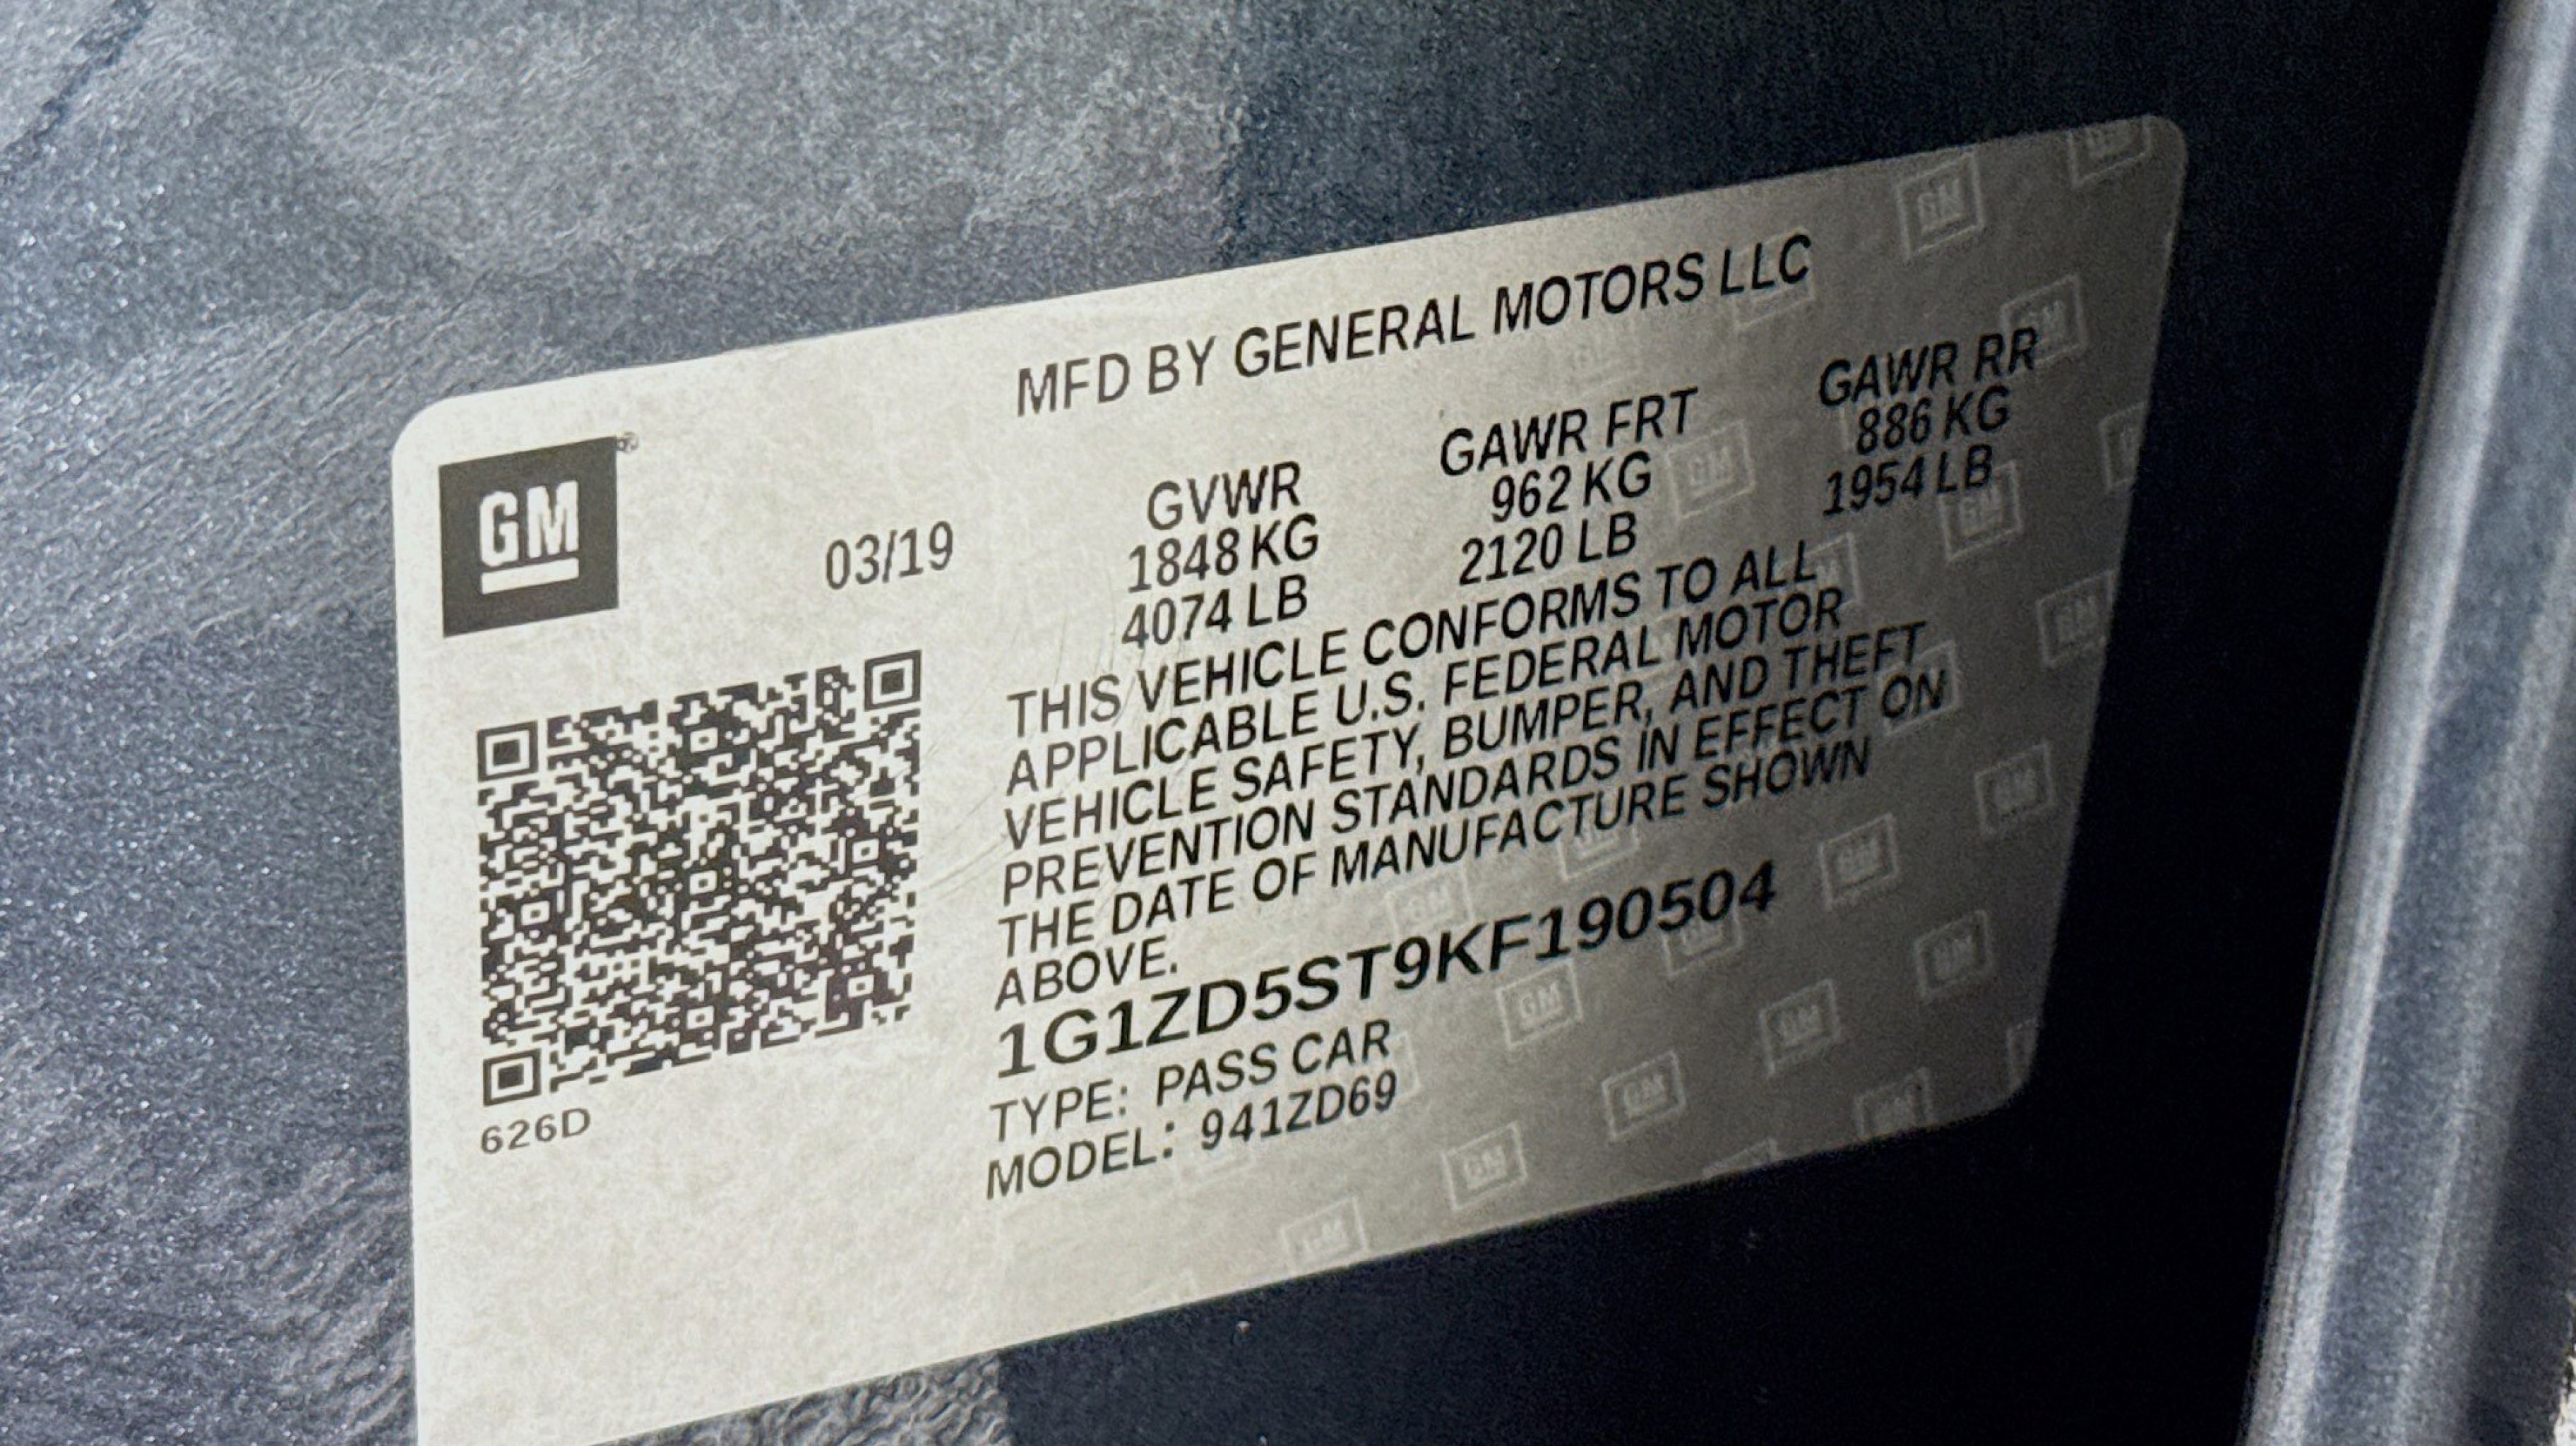 MFD BY GENERAL MOTORS LLC
GM
03/19
GVWR GAWR FRT GAWR RR
1848 KG 962 KG 886 KG
4074 LB 2120 LB 1954 LB
THIS VEHICLE CONFORMS TO ALL
APPLICABLE U.S. FEDERAL MOTOR
VEHICLE SAFETY, BUMPER, AND THEFT
PREVENTION STANDARDS IN EFFECT ON
THE DATE OF MANUFACTURE SHOWN
ABOVE.
1G1ZD5ST9KF190504
TYPE: PASS CAR
MODEL: 941ZD69
626D